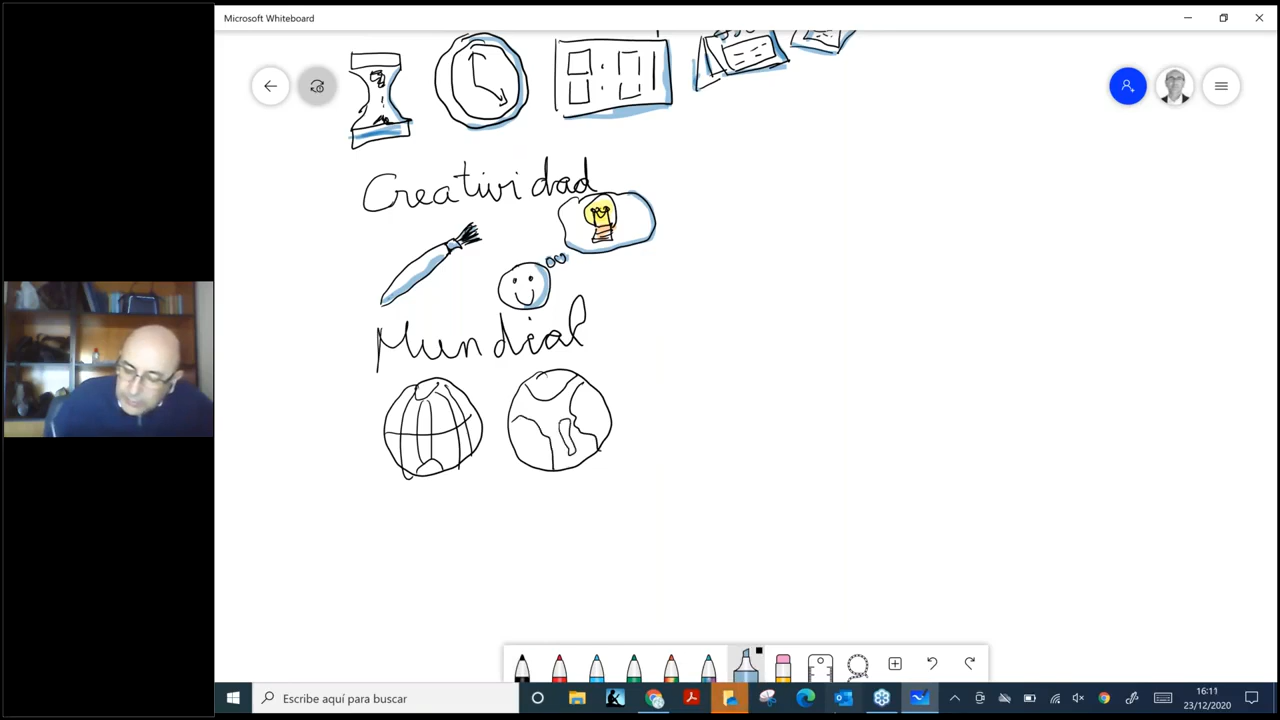 Microsoft Whiteboard
Creatividad
Mundial
Escribe aquí para buscar
16:11
23/12/2020